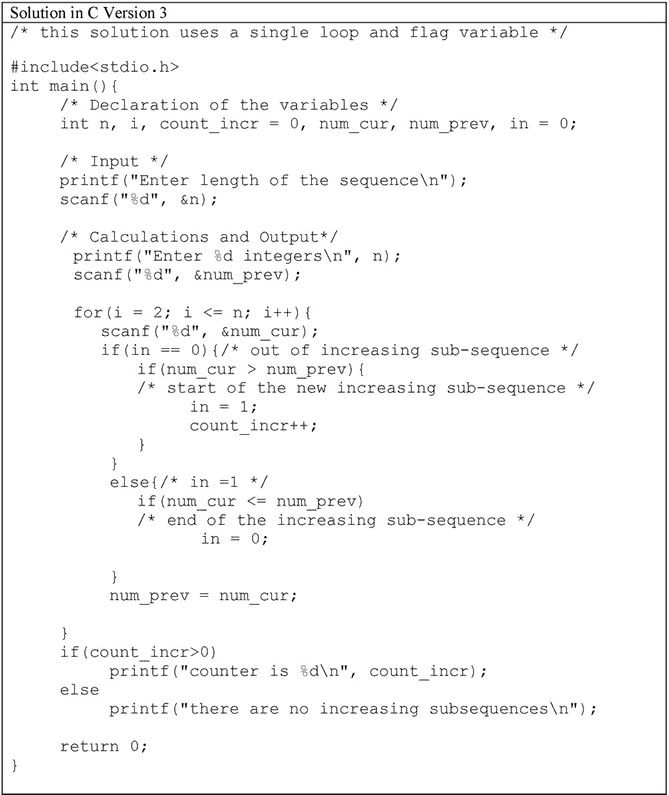 Solution in C Version 3
/* this solution uses a single loop and flag variable */
#include<stdio.h>
int main(){
/* Declaration of the variables */
int n, i, count_incr = 0, num_cur, num_prev, in = 0;
/* Input */
printf("Enter length of the sequence\n");
scanf("%d", &n);
/* Calculations and Output*/
printf("Enter %d integers\n", n);
scanf("%d", &num_prev);
for(i = 2; i <= n; i++){
scanf("%d", &num_cur);
if(in == 0){/* out of increasing sub-sequence */
if(num_cur > num_prev){
/* start of the new increasing sub-sequence */
in = 1;
count_incr++;
}
}
else{/* in =1 */
if(num_cur <= num_prev)
/* end of the increasing sub-sequence */
in = 0;
}
num_prev = num_cur;
}
if(count_incr>0)
printf("counter is %d\n", count_incr);
else
printf("there are no increasing subsequences\n");
return 0;
}